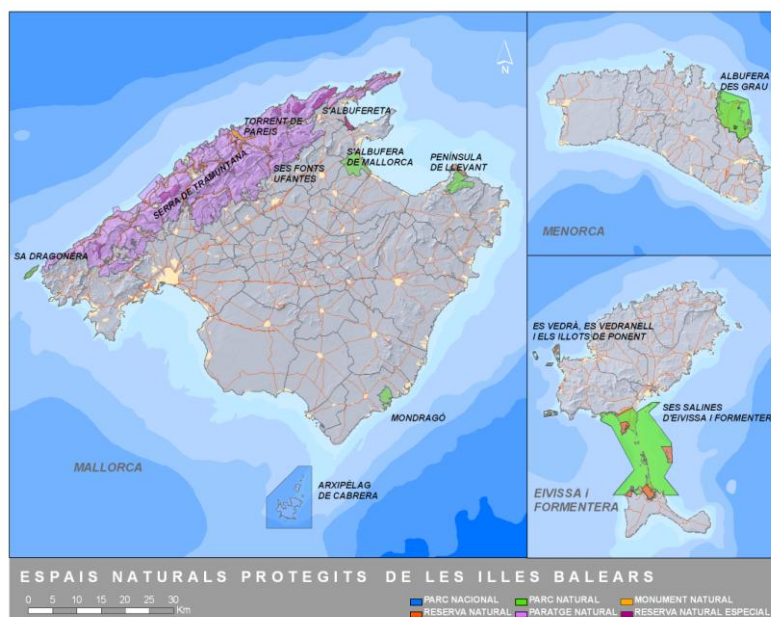 N
TORRENT DE
PAREIS
S'ALBUFERETA
SERRA DE TRAMUNTANA
SES FONTS
UFANTES
S'ALBUFERA
DE MALLORCA
PENÍNSULA
DE LLEVANT
SA DRAGONERA
MONDRAGÓ
MALLORCA
ARXIPÈLAG
DE CABRERA
ALBUFERA
DES GRAU
MENORCA
ES VEDRÀ, ES VEDRANELL
I ELS ILLOTS DE PONENT
SES SALINES
D'EIVISSA I FORMENTERA
EIVISSA i
FORMENTERA
ESPAIS NATURALS PROTEGITS DE LES ILLES BALEARS
0 5 10 15 20 25 30
Km
PARC NACIONAL PARC NATURAL MONUMENT NATURAL
RESERVA NATURAL PARATGE NATURAL RESERVA NATURAL ESPECIAL